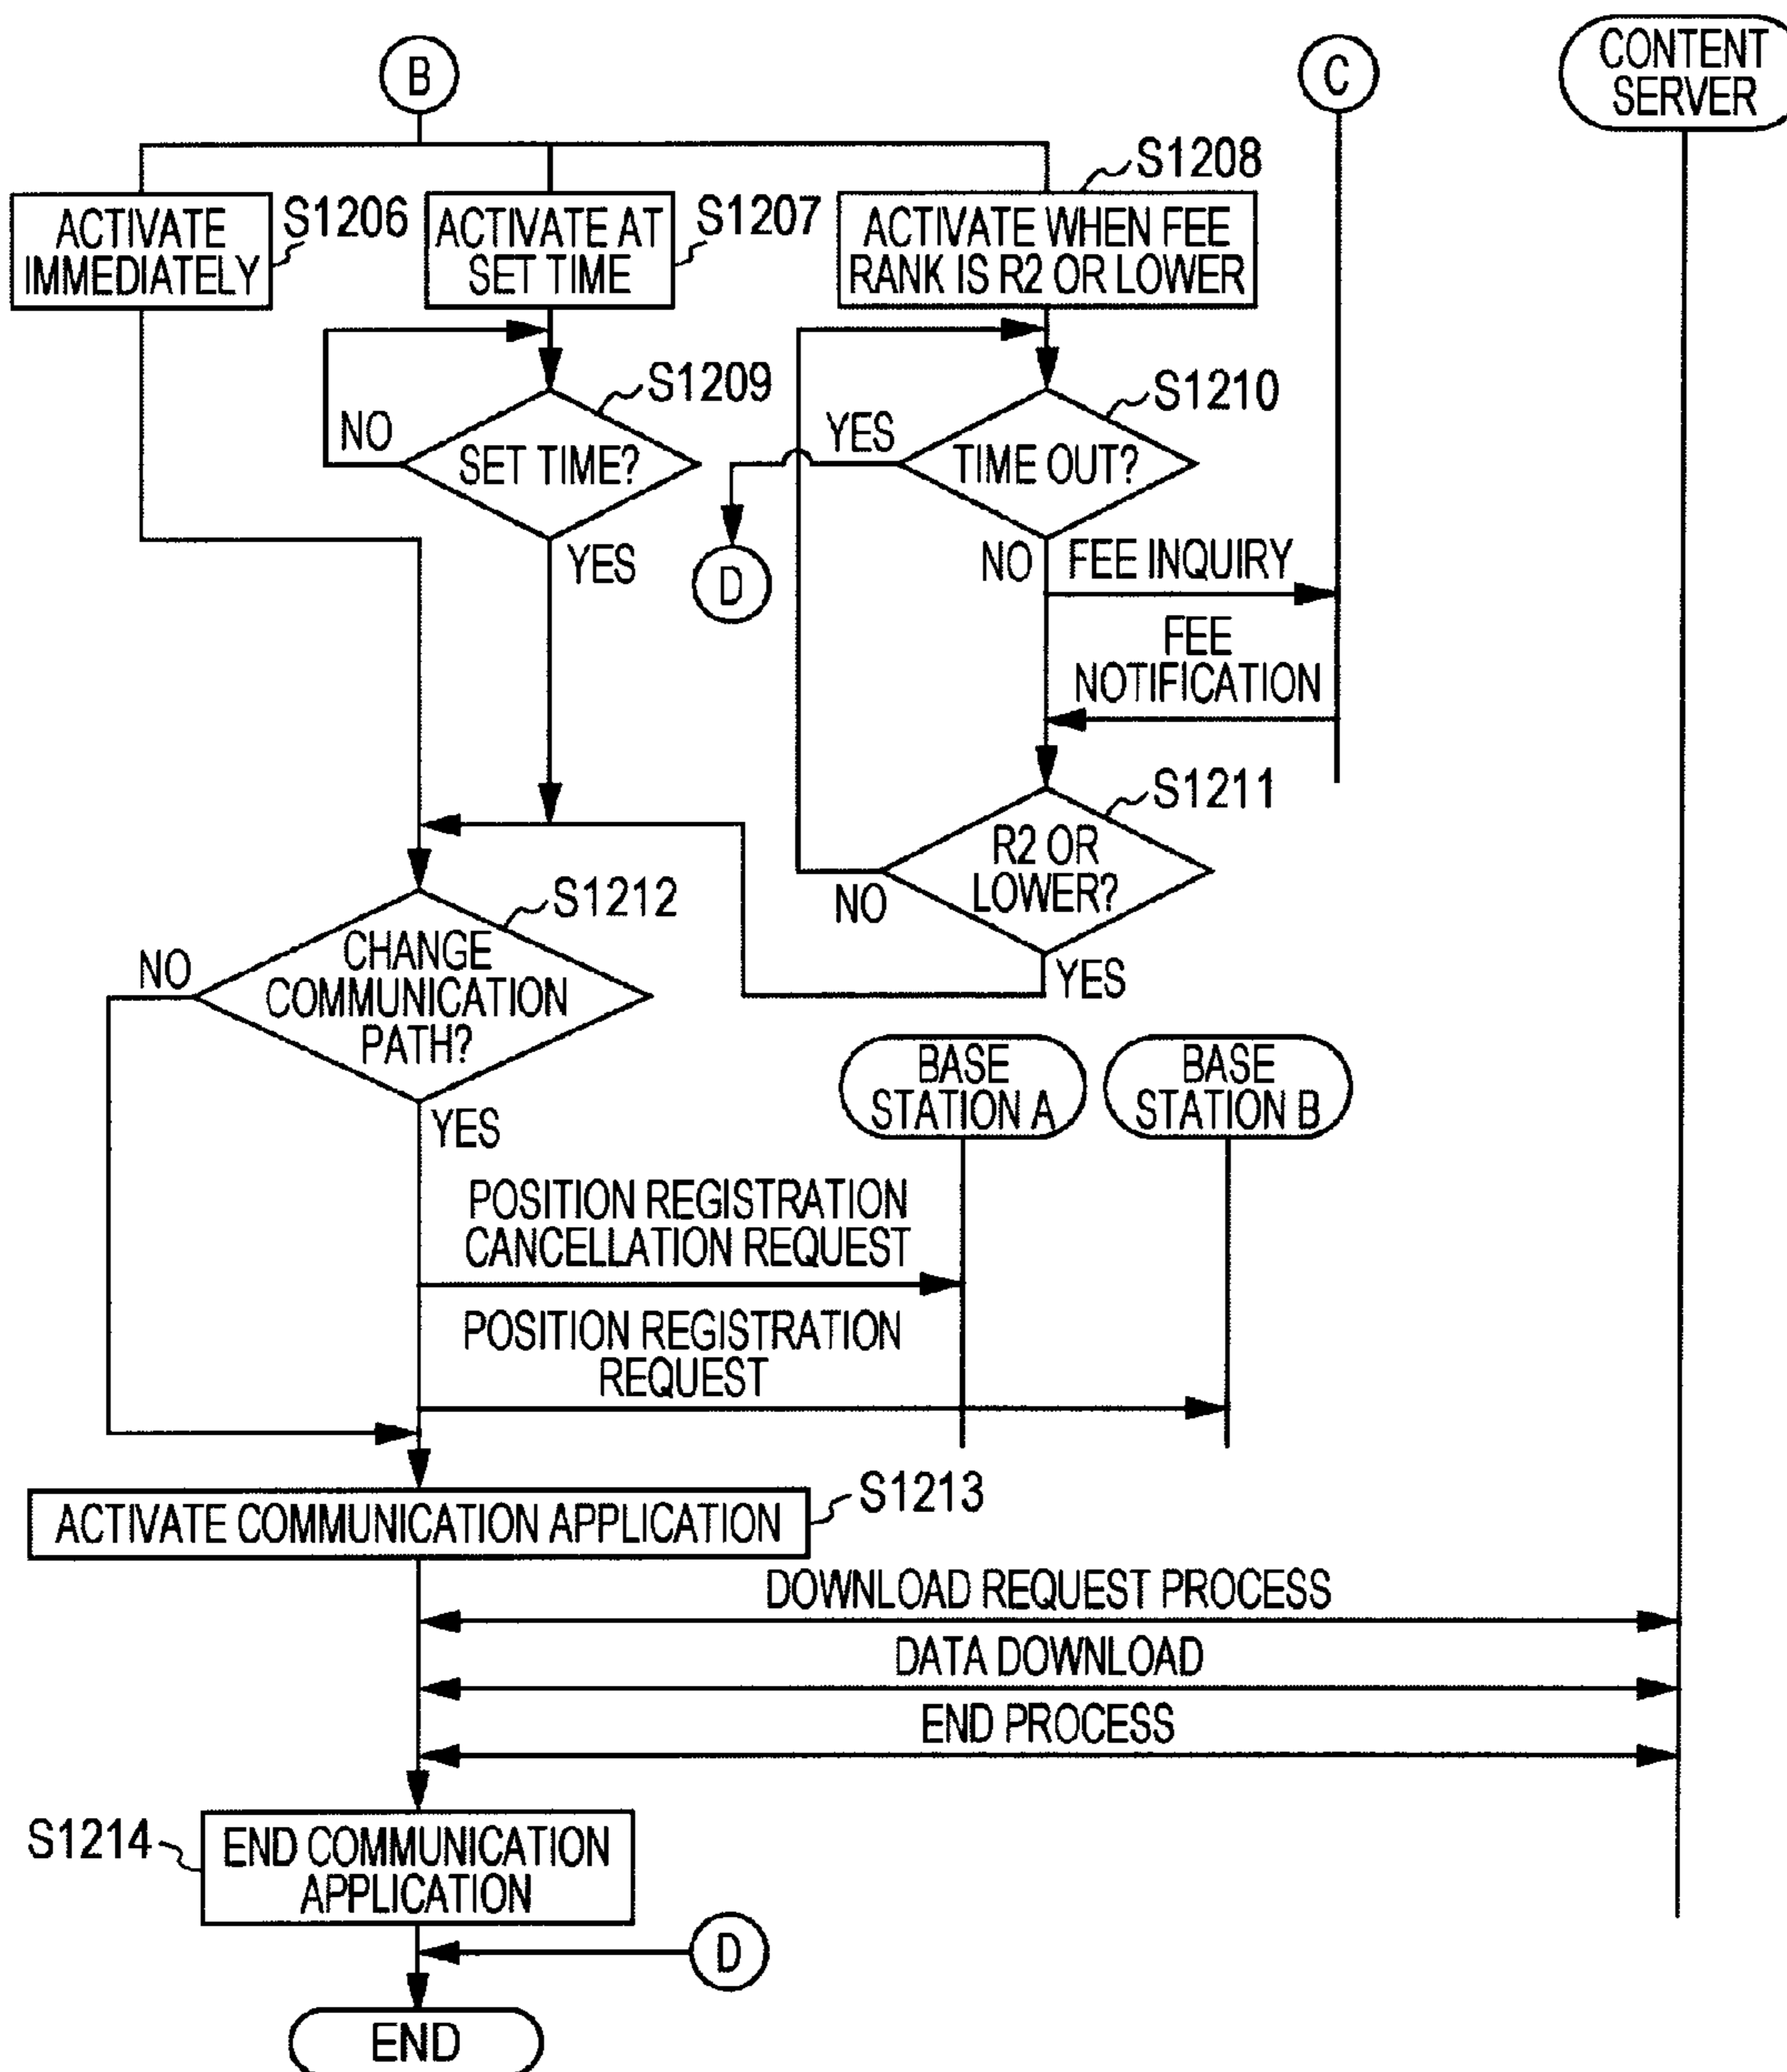 B
C
CONTENT
SERVER
S1208
S1206
S1207
ACTIVATE
IMMEDIATELY
ACTIVATE AT
SET TIME
ACTIVATE WHEN FEE
RANK IS R2 OR LOWER
S1209
S1210
NO
SET TIME?
YES
TIME OUT?
YES
D
NO
FEE INQUIRY
FEE
NOTIFICATION
S1211
R2 OR
LOWER?
NO
YES
S1212
CHANGE
COMMUNICATION
PATH?
NO
YES
BASE
STATION A
BASE
STATION B
POSITION REGISTRATION
CANCELLATION REQUEST
POSITION REGISTRATION
REQUEST
S1213
ACTIVATE COMMUNICATION APPLICATION
DOWNLOAD REQUEST PROCESS
DATA DOWNLOAD
END PROCESS
S1214
END COMMUNICATION
APPLICATION
D
END